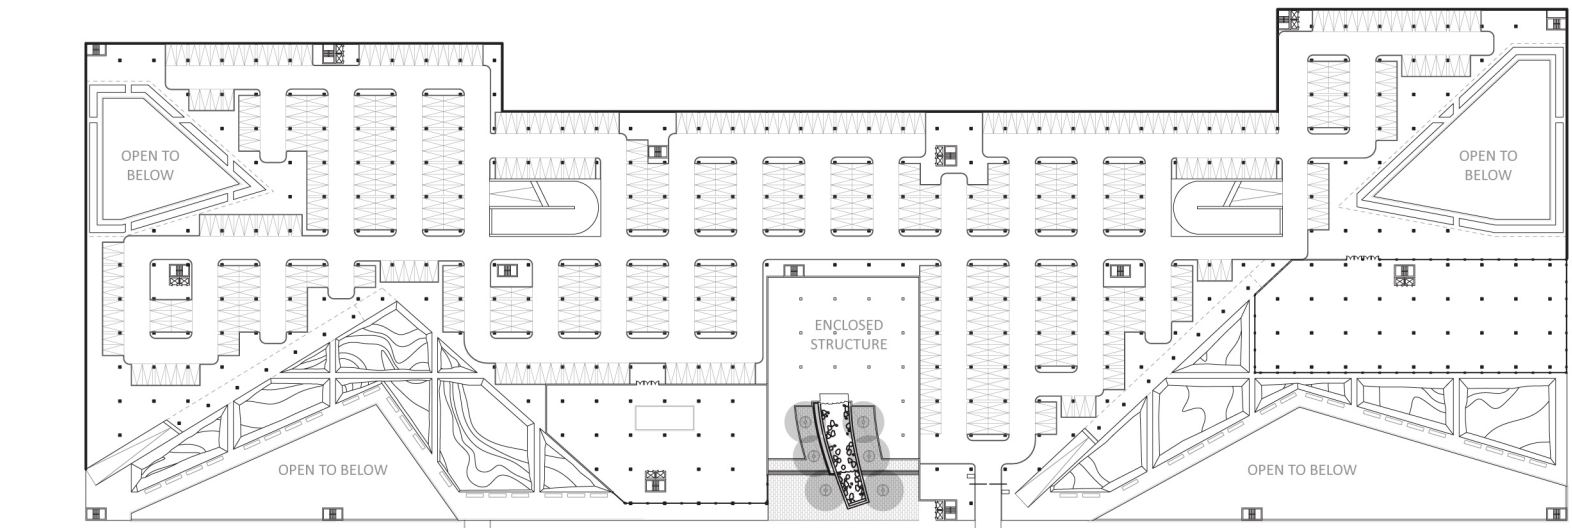 OPEN TO
BELOW
OPEN TO
BELOW
ENCLOSED
STRUCTURE
OPEN TO BELOW
OPEN TO BELOW